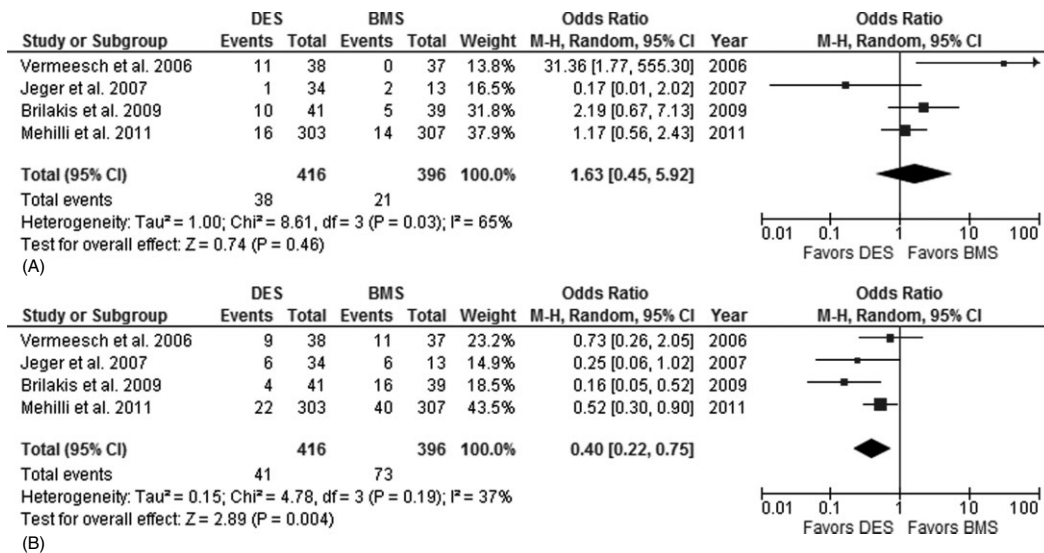 DES BMS Odds Ratio Odds Ratio
Study or Subgroup Events Total Events Total Weight M-H, Random, 95% CI Year M-H, Random, 95% CI
Vermeesch et al. 2006 11 38 0 37 13.8% 31.36 [1.77, 555.30] 2006
Jeger et al. 2007 1 34 2 13 16.5% 0.17 [0.01, 2.02] 2007
Brilakis et al. 2009 10 41 5 39 31.8% 2.19 [0.67, 7.13] 2009
Mehilli et al. 2011 16 303 14 307 37.9% 1.17 [0.56, 2.43] 2011
Total (95% CI) 416 396 100.0% 1.63 [0.45, 5.92]
Total events 38 21
Heterogeneity: Tau² = 1.00; Chi² = 8.61, df = 3 (P = 0.03); I² = 65%
Test for overall effect: Z = 0.74 (P = 0.46)
0.01 0.1 1 10 100
Favors DES Favors BMS
(A)
DES BMS Odds Ratio Odds Ratio
Study or Subgroup Events Total Events Total Weight M-H, Random, 95% CI Year M-H, Random, 95% CI
Vermeesch et al. 2006 9 38 11 37 23.2% 0.73 [0.26, 2.05] 2006
Jeger et al. 2007 6 34 6 13 14.9% 0.25 [0.06, 1.02] 2007
Brilakis et al. 2009 4 41 16 39 18.5% 0.16 [0.05, 0.52] 2009
Mehilli et al. 2011 22 303 40 307 43.5% 0.52 [0.30, 0.90] 2011
Total (95% CI) 416 396 100.0% 0.40 [0.22, 0.75]
Total events 41 73
Heterogeneity: Tau² = 0.15; Chi² = 4.78, df = 3 (P = 0.19); I² = 37%
Test for overall effect: Z = 2.89 (P = 0.004)
0.01 0.1 1 10 100
Favors DES Favors BMS
(B)